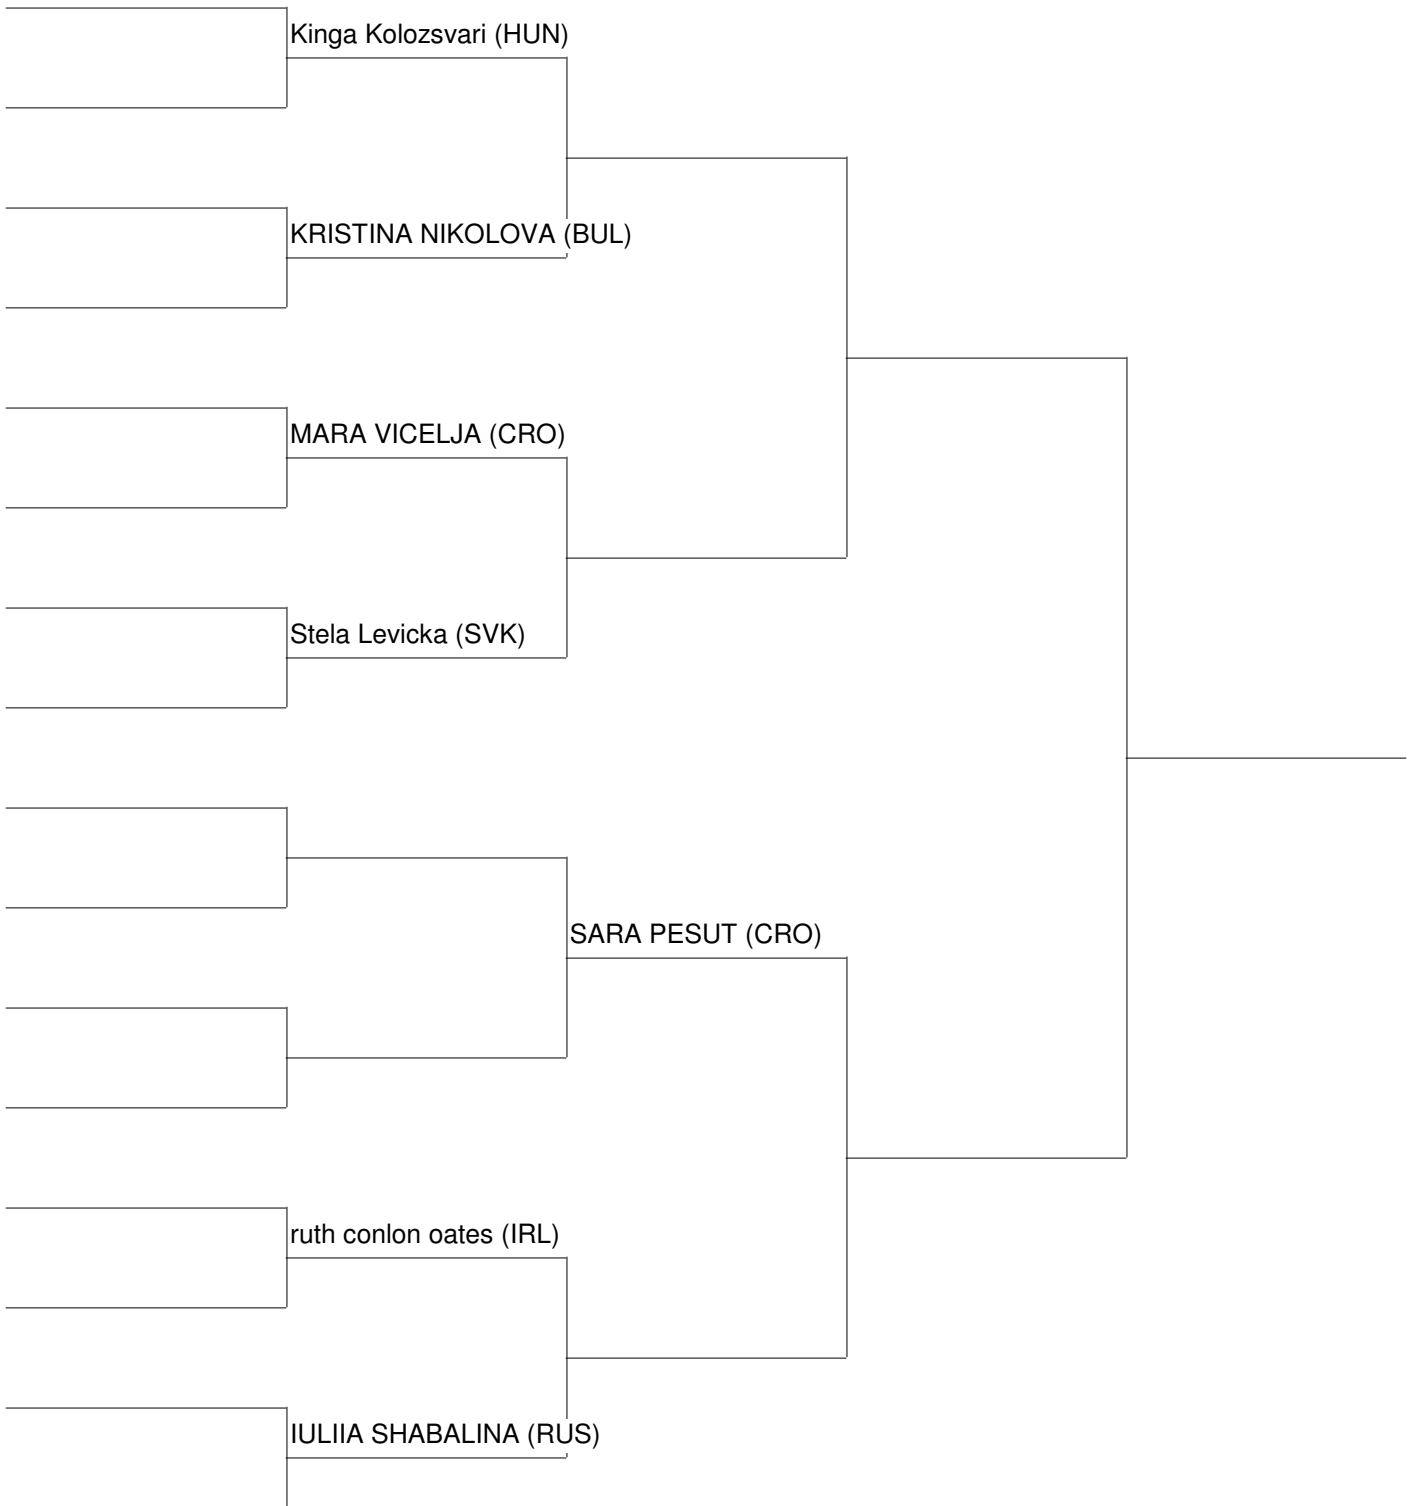 Kinga Kolozsvari (HUN)
KRISTINA NIKOLOVA (BUL)
MARA VICELJA (CRO)
Stela Levicka (SVK)
SARA PESUT (CRO)
ruth conlon oates (IRL)
IULIIA SHABALINA (RUS)